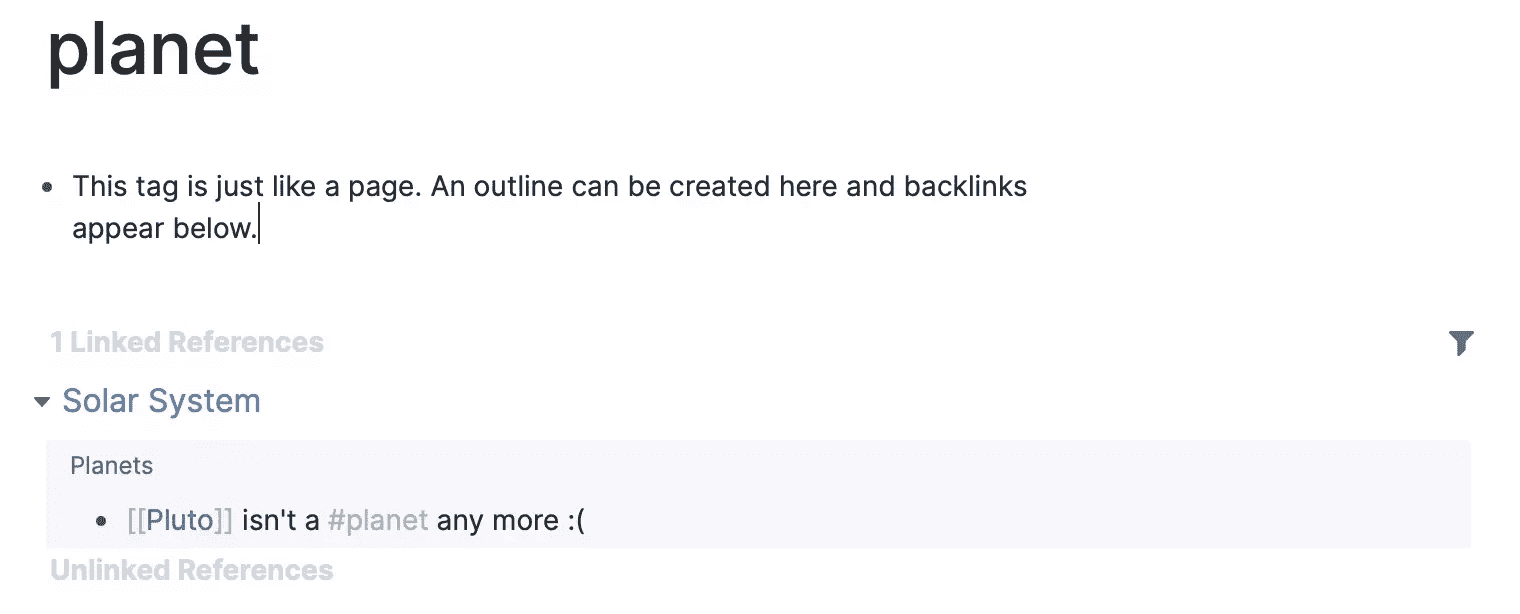 planet
This tag is just like a page. An outline can be created here and backlinks
appear below.
1 Linked References
Solar System
Planets
[[Pluto]] isn't a #planet any more :(
Unlinked References